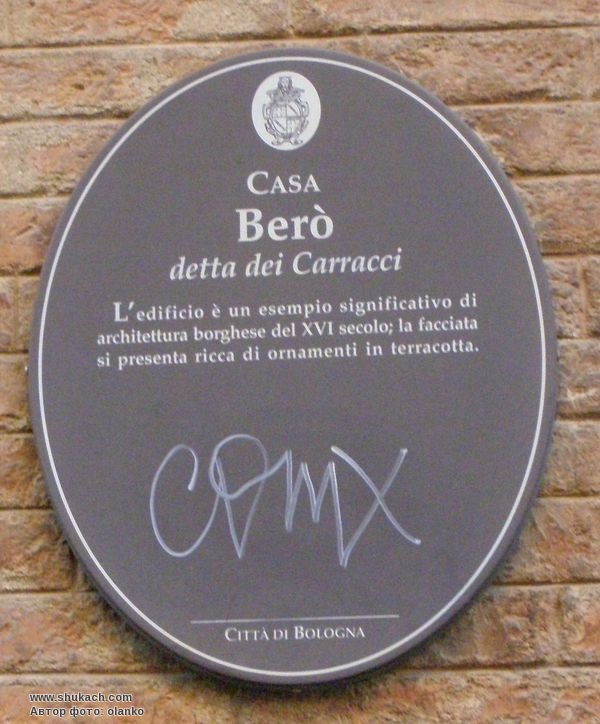 CASA
Berò
detta dei Carracci
L'edificio è un esempio significativo di
architettura borghese del XVI secolo; la facciata
si presenta ricca di ornamenti in terracotta.
CITTÀ DI BOLOGNA
www.shukach.com
Автор фото: olanko